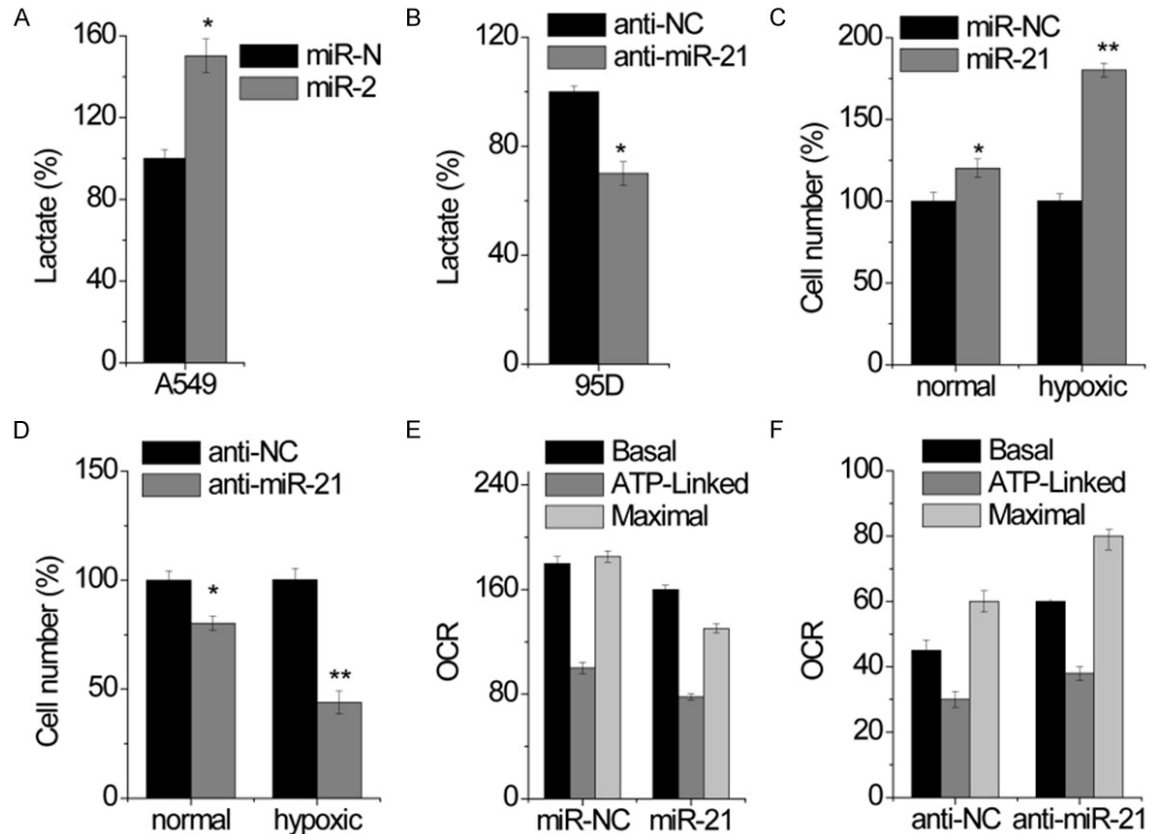 A
Lactate (%)
160
120
80
40
0
*
miR-N
miR-2
A549
B
Lactate (%)
120
80
40
0
anti-NC
anti-miR-21
*
95D
C
Cell number (%)
200
150
100
50
0
miR-NC
miR-21
*
**
normal hypoxic
D
Cell number (%)
150
100
50
0
anti-NC
anti-miR-21
*
**
normal hypoxic
E
OCR
240
160
80
0
Basal
ATP-Linked
Maximal
miR-NC miR-21
F
OCR
100
80
60
40
20
0
Basal
ATP-Linked
Maximal
anti-NC anti-miR-21